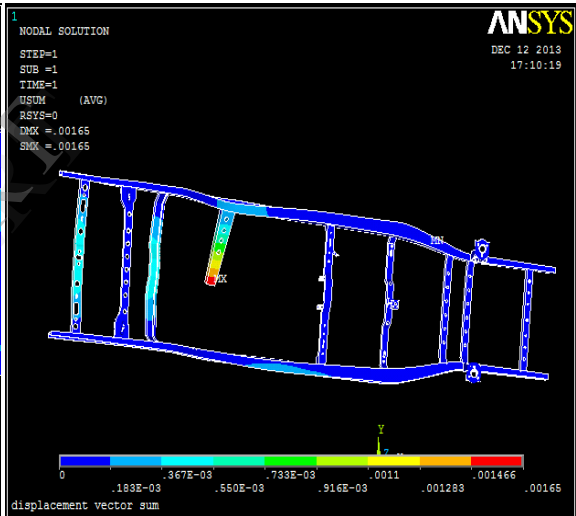 1
NODAL SOLUTION
ANSYS
DEC 12 2013
17:10:19
STEP=1
SUB =1
TIME=1
USUM (AVG)
RSYS=0
DMX =.00165
SMX =.00165
MN
MX
Y
Z
0 .367E-03 .733E-03 .0011 .001466
.183E-03 .550E-03 .916E-03 .001283 .00165
displacement vector sum